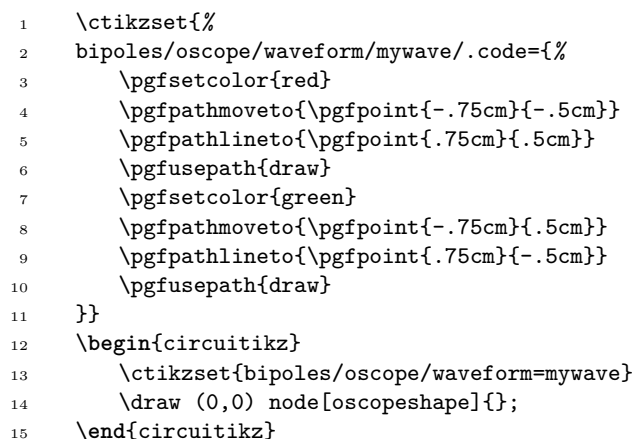 1 \ctikzset{%
2 bipoles/oscope/waveform/mywave/.code={%
3 \pgfsetcolor{red}
4 \pgfpathmoveto{\pgfpoint{-.75cm}{-.5cm}}
5 \pgfpathlineto{\pgfpoint{.75cm}{.5cm}}
6 \pgfusepath{draw}
7 \pgfsetcolor{green}
8 \pgfpathmoveto{\pgfpoint{-.75cm}{.5cm}}
9 \pgfpathlineto{\pgfpoint{.75cm}{-.5cm}}
10 \pgfusepath{draw}
11 }}
12 \begin{circuitikz}
13 \ctikzset{bipoles/oscope/waveform=mywave}
14 \draw (0,0) node[oscopeshape]{};
15 \end{circuitikz}